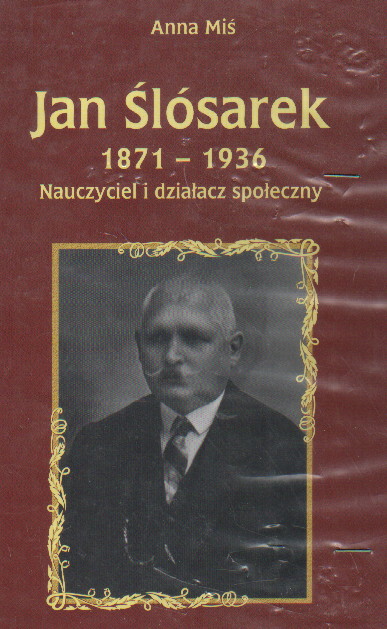 Anna Miś
Jan Ślósarek
1871 – 1936
Nauczyciel i działacz społeczny